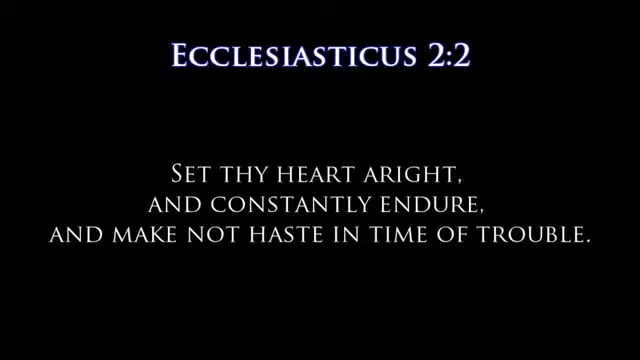 Ecclesiasticus 2:2
Set thy heart aright,
and constantly endure,
and make not haste in time of trouble.